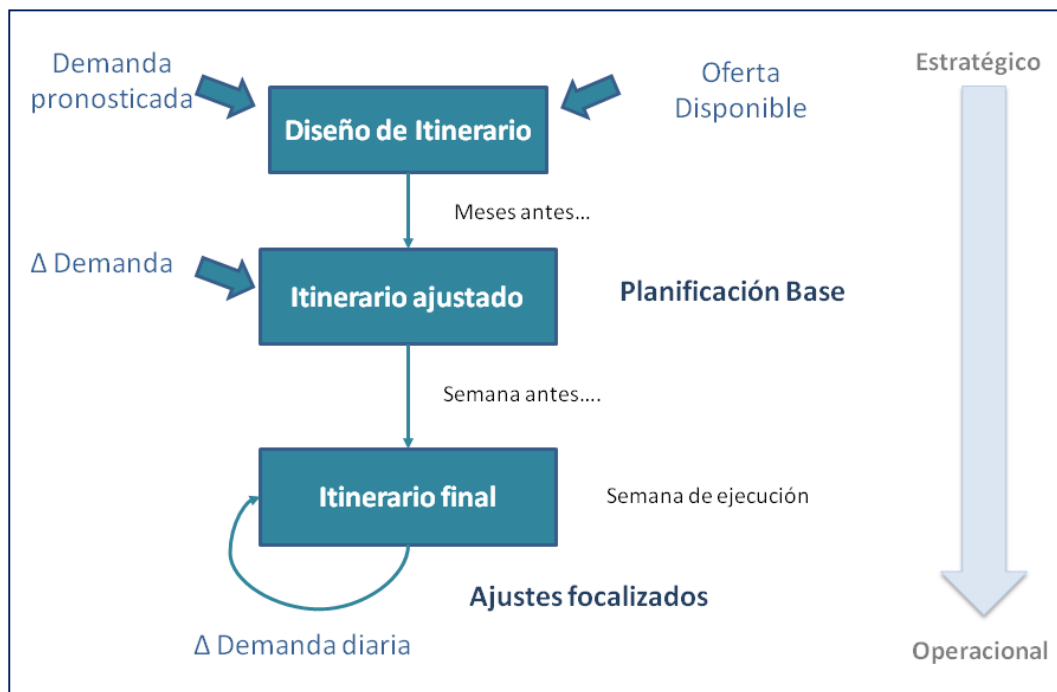 Demanda
pronosticada
Oferta
Disponible
Estratégico
Diseño de Itinerario
Meses antes...
Δ Demanda
Itinerario ajustado
Planificación Base
Semana antes....
Itinerario final
Semana de ejecución
Ajustes focalizados
Δ Demanda diaria
Operacional